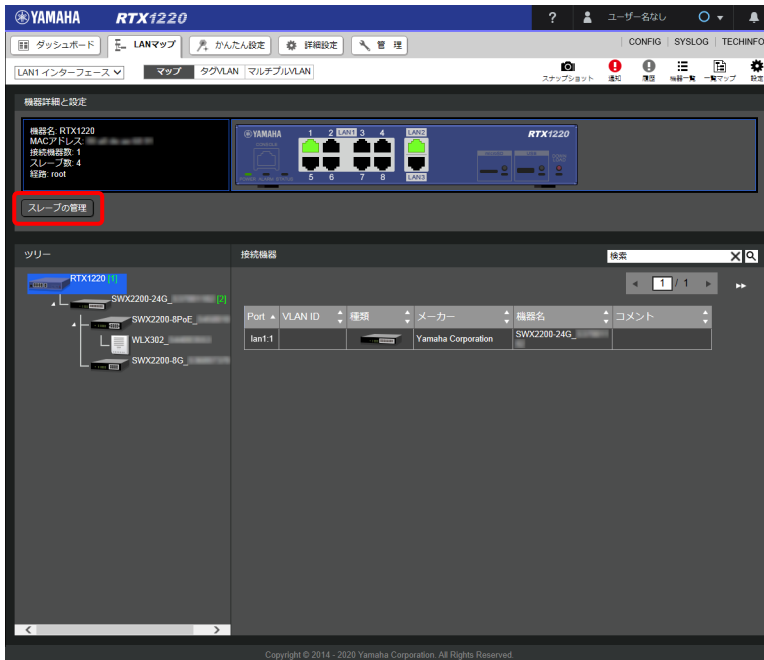 YAMAHA RTX1220 ? ユーザー名なし
ダッシュボード LANマップ かんたん設定 詳細設定 管 理 CONFIG SYSLOG TECHINFO
LAN1 インターフェース マップ タグVLAN マルチプルVLAN スナップショット 通知 履歴 機器一覧 一覧マップ 設定
機器詳細と設定
機器名: RTX1220
MACアドレス:
接続機器数: 1
スレーブ数: 4
経路: root
YAMAHA 1 2 LAN1 3 4 LAN2 RTX1220
CONSOLE
POWER ALARM STATUS 5 6 7 8 LAN3
スレーブの管理
ツリー
RTX1220 [1]
SWX2200-24G_ [2]
SWX2200-8PoE_
WLX302_
SWX2200-8G_
接続機器 検索
1 / 1
Port VLAN ID 種類 メーカー 機器名 コメント
lan1:1 Yamaha Corporation SWX2200-24G_
Copyright © 2014 - 2020 Yamaha Corporation. All Rights Reserved.